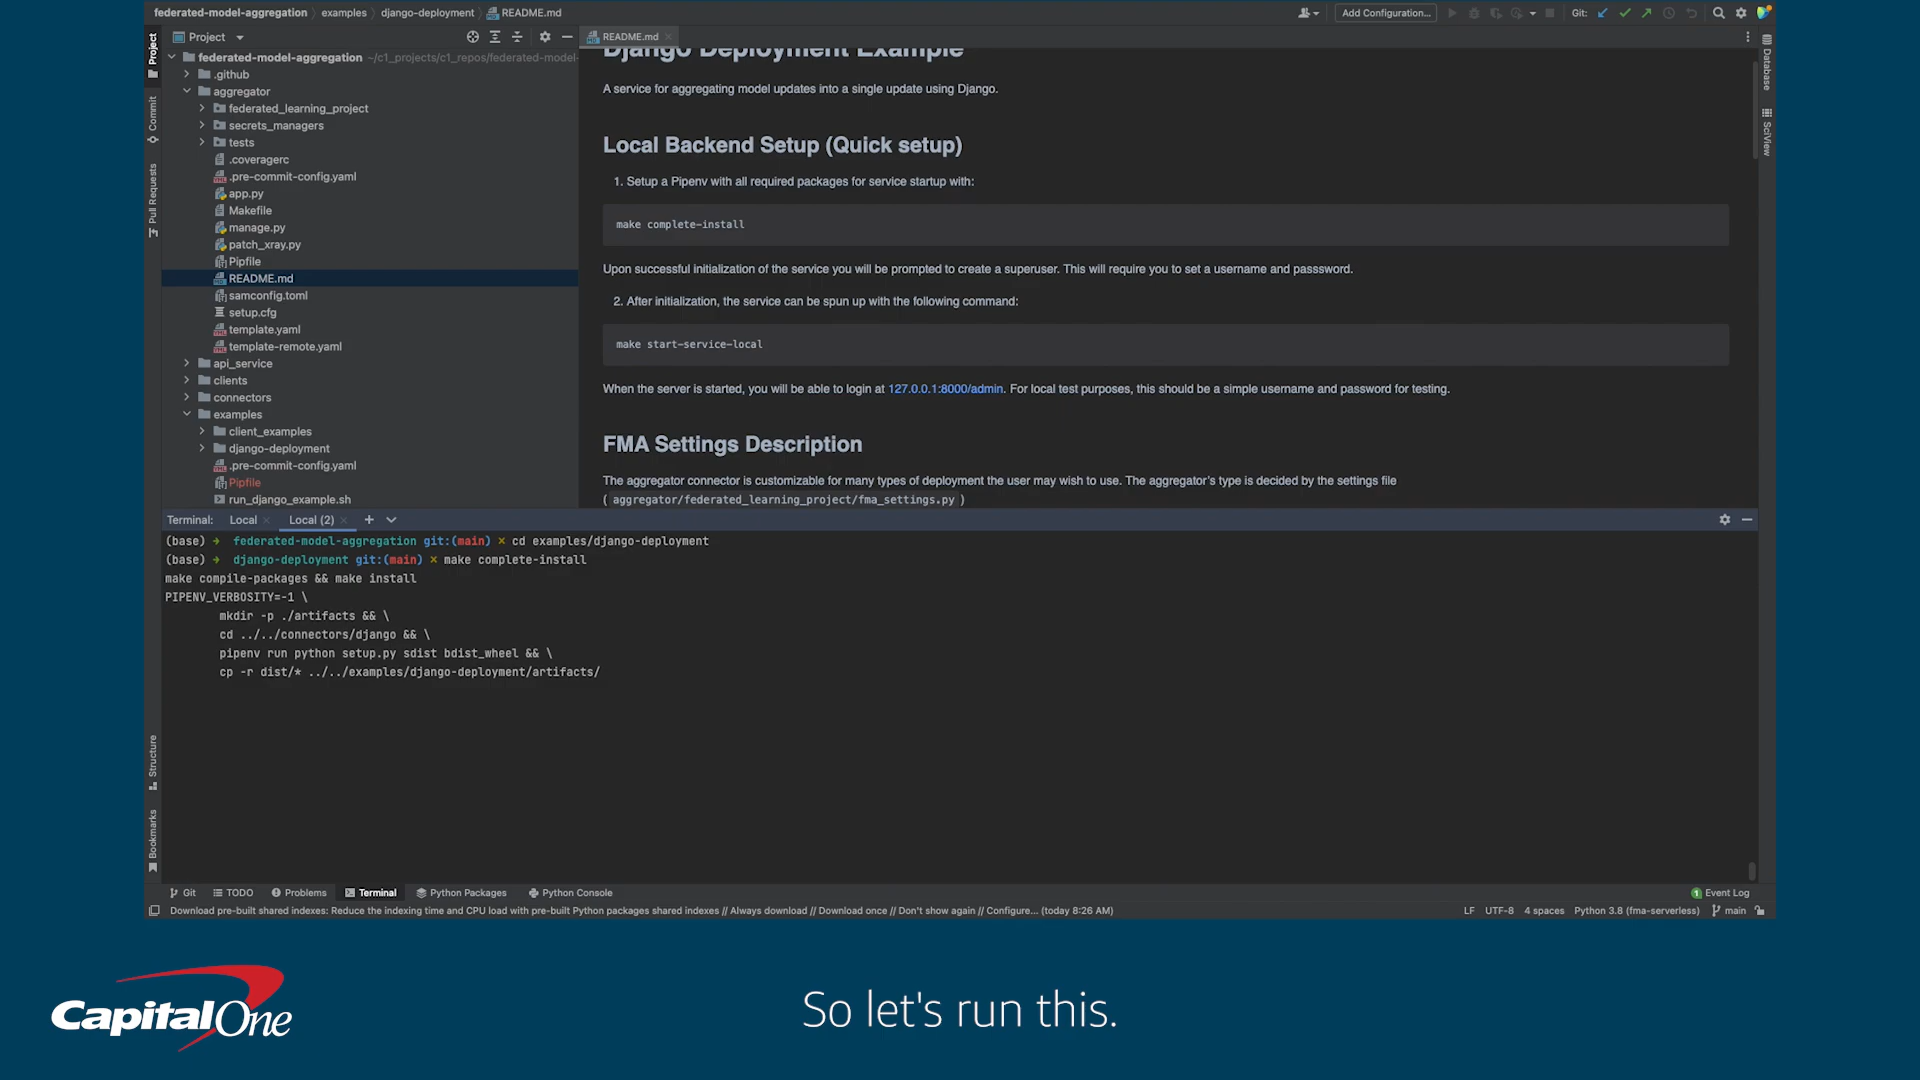 federated-model-aggregation › examples › django-deployment › README.md
Add Configuration...
Git:
Project
README.md
federated-model-aggregation ~/c1_projects/c1_repos/federated-model-
.github
aggregator
federated_learning_project
secrets_managers
tests
.coveragerc
.pre-commit-config.yaml
app.py
Makefile
manage.py
patch_xray.py
Pipfile
README.md
samconfig.toml
setup.cfg
template.yaml
template-remote.yaml
api_service
clients
connectors
examples
client_examples
django-deployment
.pre-commit-config.yaml
Pipfile
run_django_example.sh
Project
Commit
Pull Requests
Structure
Bookmarks
Database
SciView
Django Deployment Example
A service for aggregating model updates into a single update using Django.
Local Backend Setup (Quick setup)
1. Setup a Pipenv with all required packages for service startup with:
make complete-install
Upon successful initialization of the service you will be prompted to create a superuser. This will require you to set a username and passsword.
2. After initialization, the service can be spun up with the following command:
make start-service-local
When the server is started, you will be able to login at 127.0.0.1:8000/admin. For local test purposes, this should be a simple username and password for testing.
FMA Settings Description
The aggregator connector is customizable for many types of deployment the user may wish to use. The aggregator's type is decided by the settings file
( aggregator/federated_learning_project/fma_settings.py )
Terminal: Local × Local (2) × +
(base) → federated-model-aggregation git:(main) × cd examples/django-deployment
(base) → django-deployment git:(main) × make complete-install
make compile-packages && make install
PIPENV_VERBOSITY=-1 \
mkdir -p ./artifacts && \
cd ../../connectors/django && \
pipenv run python setup.py sdist bdist_wheel && \
cp -r dist/* ../../examples/django-deployment/artifacts/
Git TODO Problems Terminal Python Packages Python Console
1 Event Log
Download pre-built shared indexes: Reduce the indexing time and CPU load with pre-built Python packages shared indexes // Always download // Download once // Don't show again // Configure... (today 8:26 AM)
LF UTF-8 4 spaces Python 3.8 (fma-serverless) main
Capital One
So let's run this.